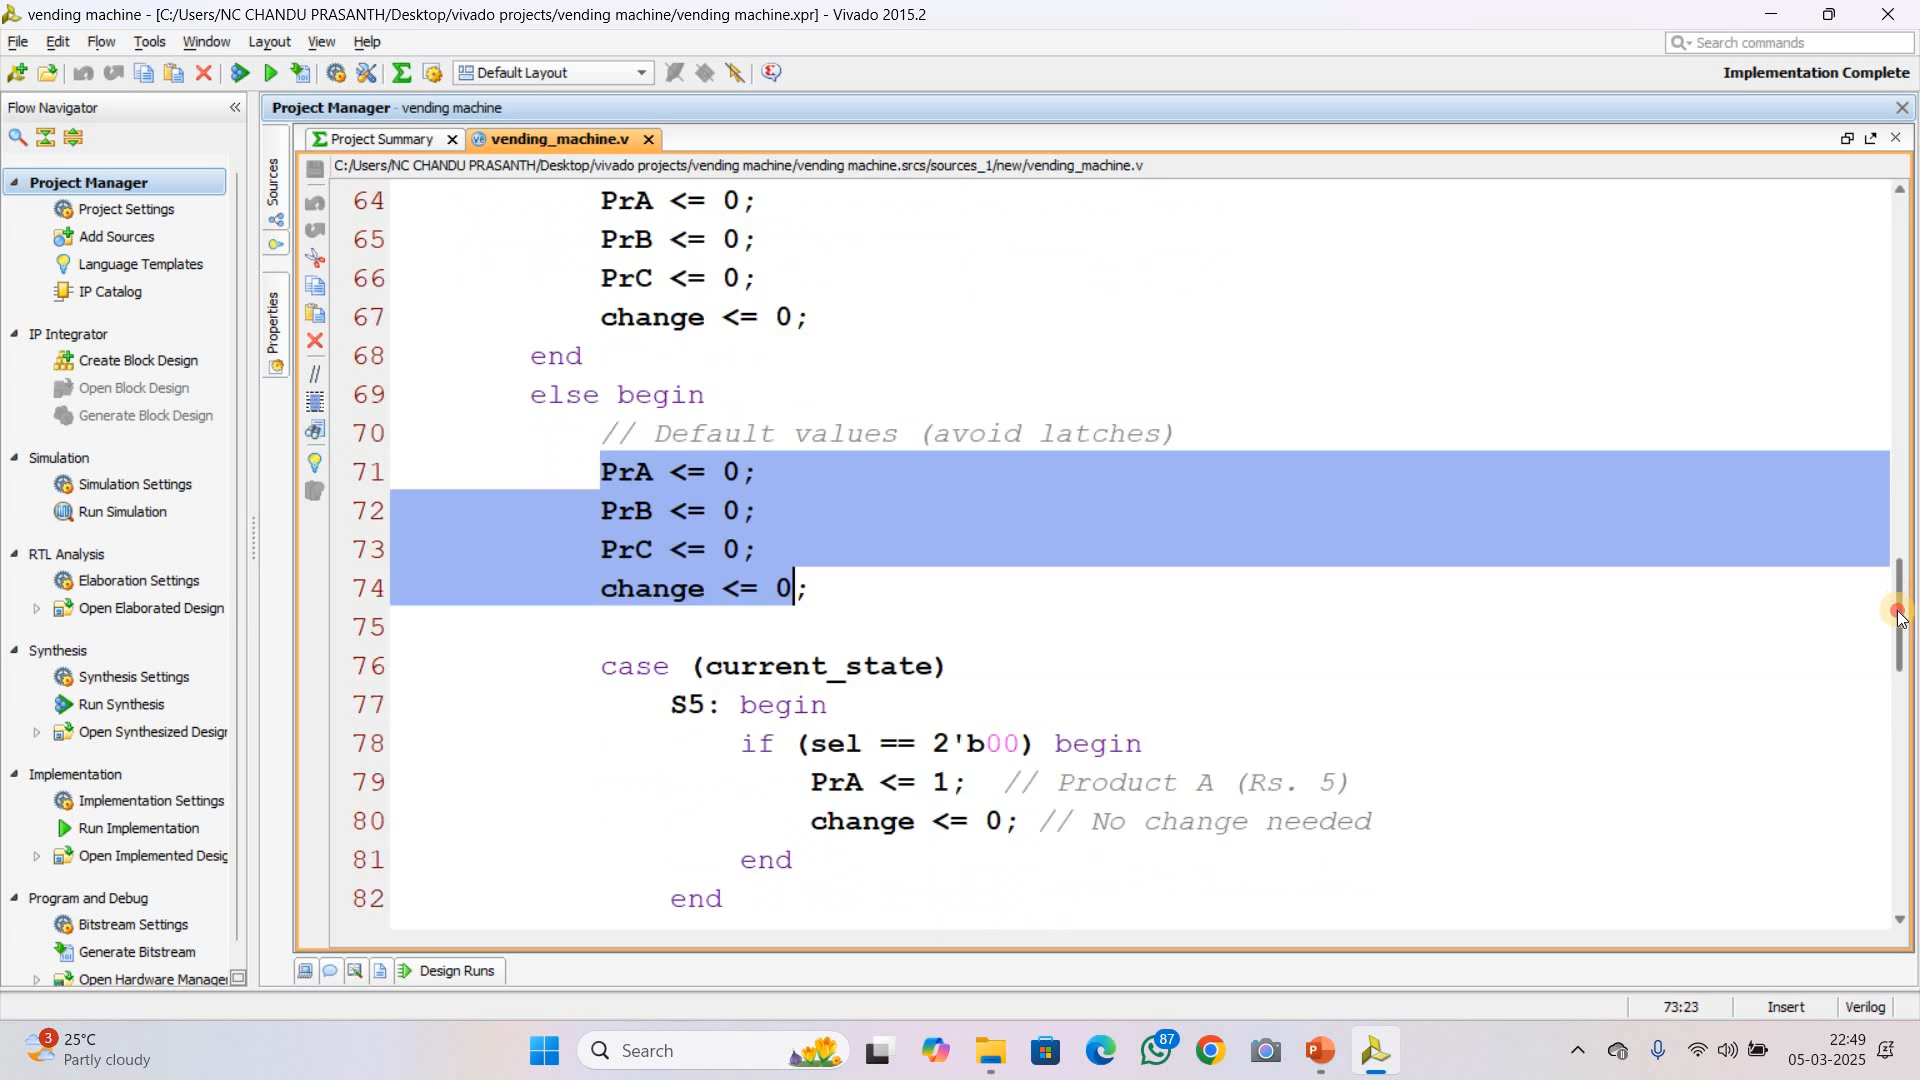 vending machine - [C:/Users/NC CHANDU PRASANTH/Desktop/vivado projects/vending machine/vending machine.xpr] - Vivado 2015.2
File Edit Flow Tools Window Layout View Help
Search commands
Default Layout
Implementation Complete
Flow Navigator
Project Manager - vending machine
Project Summary
vending_machine.v
C:/Users/NC CHANDU PRASANTH/Desktop/vivado projects/vending machine/vending machine.srcs/sources_1/new/vending_machine.v
Project Manager
Project Settings
Add Sources
Language Templates
IP Catalog
IP Integrator
Create Block Design
Open Block Design
Generate Block Design
Simulation
Simulation Settings
Run Simulation
RTL Analysis
Elaboration Settings
Open Elaborated Design
Synthesis
Synthesis Settings
Run Synthesis
Open Synthesized Design
Implementation
Implementation Settings
Run Implementation
Open Implemented Desig
Program and Debug
Bitstream Settings
Generate Bitstream
Open Hardware Manager
Sources
Properties
64 PrA <= 0;
65 PrB <= 0;
66 PrC <= 0;
67 change <= 0;
68 end
69 else begin
70 // Default values (avoid latches)
71 PrA <= 0;
72 PrB <= 0;
73 PrC <= 0;
74 change <= 0;
75
76 case (current_state)
77 S5: begin
78 if (sel == 2'b00) begin
79 PrA <= 1; // Product A (Rs. 5)
80 change <= 0; // No change needed
81 end
82 end
Design Runs
73:23 Insert Verilog
3
25°C
Partly cloudy
Search
87
22:49
05-03-2025